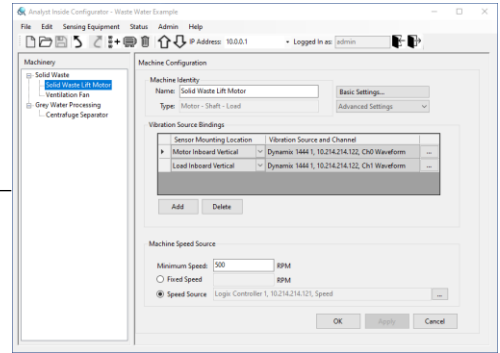 Analyst Inside Configurator - Waste Water Example
File Edit Sensing Equipment Status Admin Help
IP Address: 10.0.0.1 Logged In as: admin
Machinery
Solid Waste
Solid Waste Lift Motor
Ventilation Fan
Grey Water Processing
Centrafuge Separator
Machine Configuration
Machine Identity
Name: Solid Waste Lift Motor
Basic Settings...
Type: Motor - Shaft - Load
Advanced Settings
Vibration Source Bindings
Sensor Mounting Location Vibration Source and Channel
Motor Inboard Vertical Dynamix 1444 1, 10.214.214.122, Ch0 Waveform ...
Load Inboard Vertical Dynamix 1444 1, 10.214.214.122, Ch1 Waveform ...
Add Delete
Machine Speed Source
Minimum Speed: 500 RPM
Fixed Speed RPM
Speed Source Logix Controller 1, 10.214.214.121, Speed ...
OK Apply Cancel